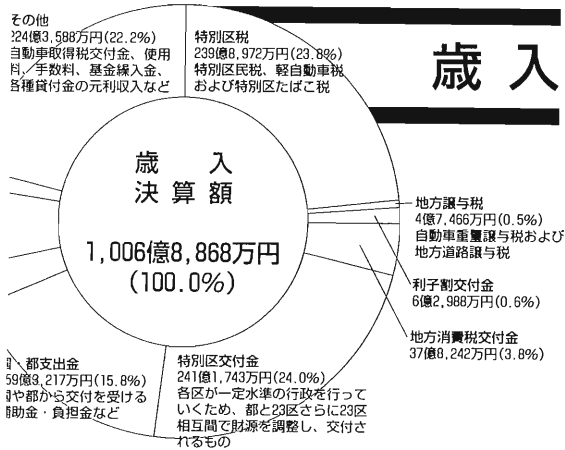 歳入
その他
224億3,588万円(22.2%)
自動車取得税交付金、使用
料、手数料、基金繰入金、
各種貸付金の元利収入など
特別区税
239億8,972万円(23.8%)
特別区民税、軽自動車税
および特別区たばこ税
歳入
決算額
1,006億8,868万円
(100.0%)
地方譲与税
4億7,466万円(0.5%)
自動車重量譲与税および
地方道路譲与税
利子割交付金
6億2,988万円(0.6%)
地方消費税交付金
37億8,242万円(3.8%)
特別区交付金
241億1,743万円(24.0%)
各区が一定水準の行政を行って
いくため、都と23区さらに23区
相互間で財源を調整し、交付さ
れるもの
国・都支出金
59億3,217万円(15.8%)
国や都から交付を受ける
補助金・負担金など